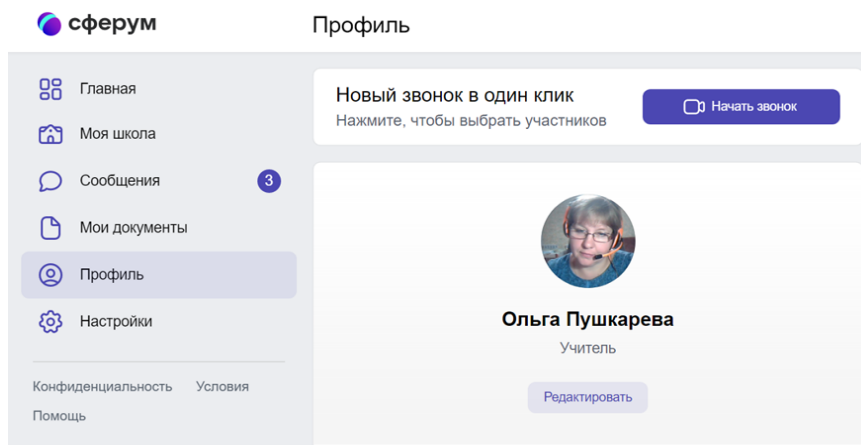 сферум
Профиль
Главная
Моя школа
Сообщения 3
Мои документы
Профиль
Настройки
Конфиденциальность Условия
Помощь
Новый звонок в один клик
Нажмите, чтобы выбрать участников
Начать звонок
Ольга Пушкарева
Учитель
Редактировать